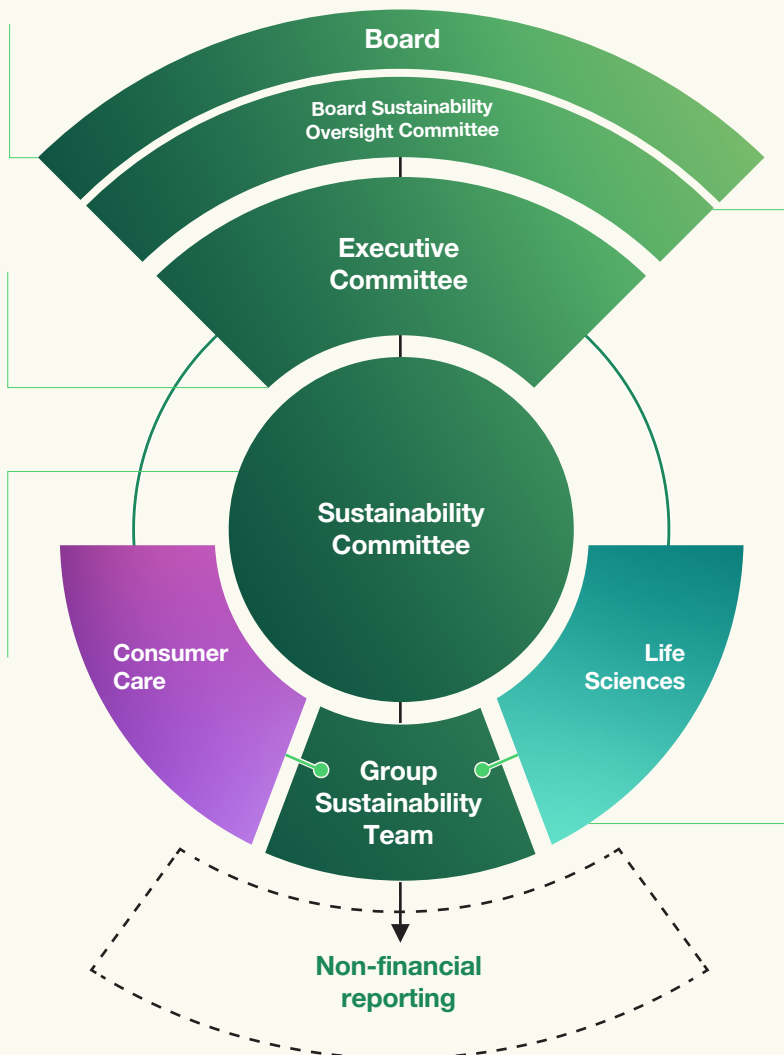 Board
Board Sustainability
Oversight Committee
Executive
Committee
Sustainability
Committee
Consumer
Care
Life
Sciences
Group
Sustainability
Team
Non-financial
reporting